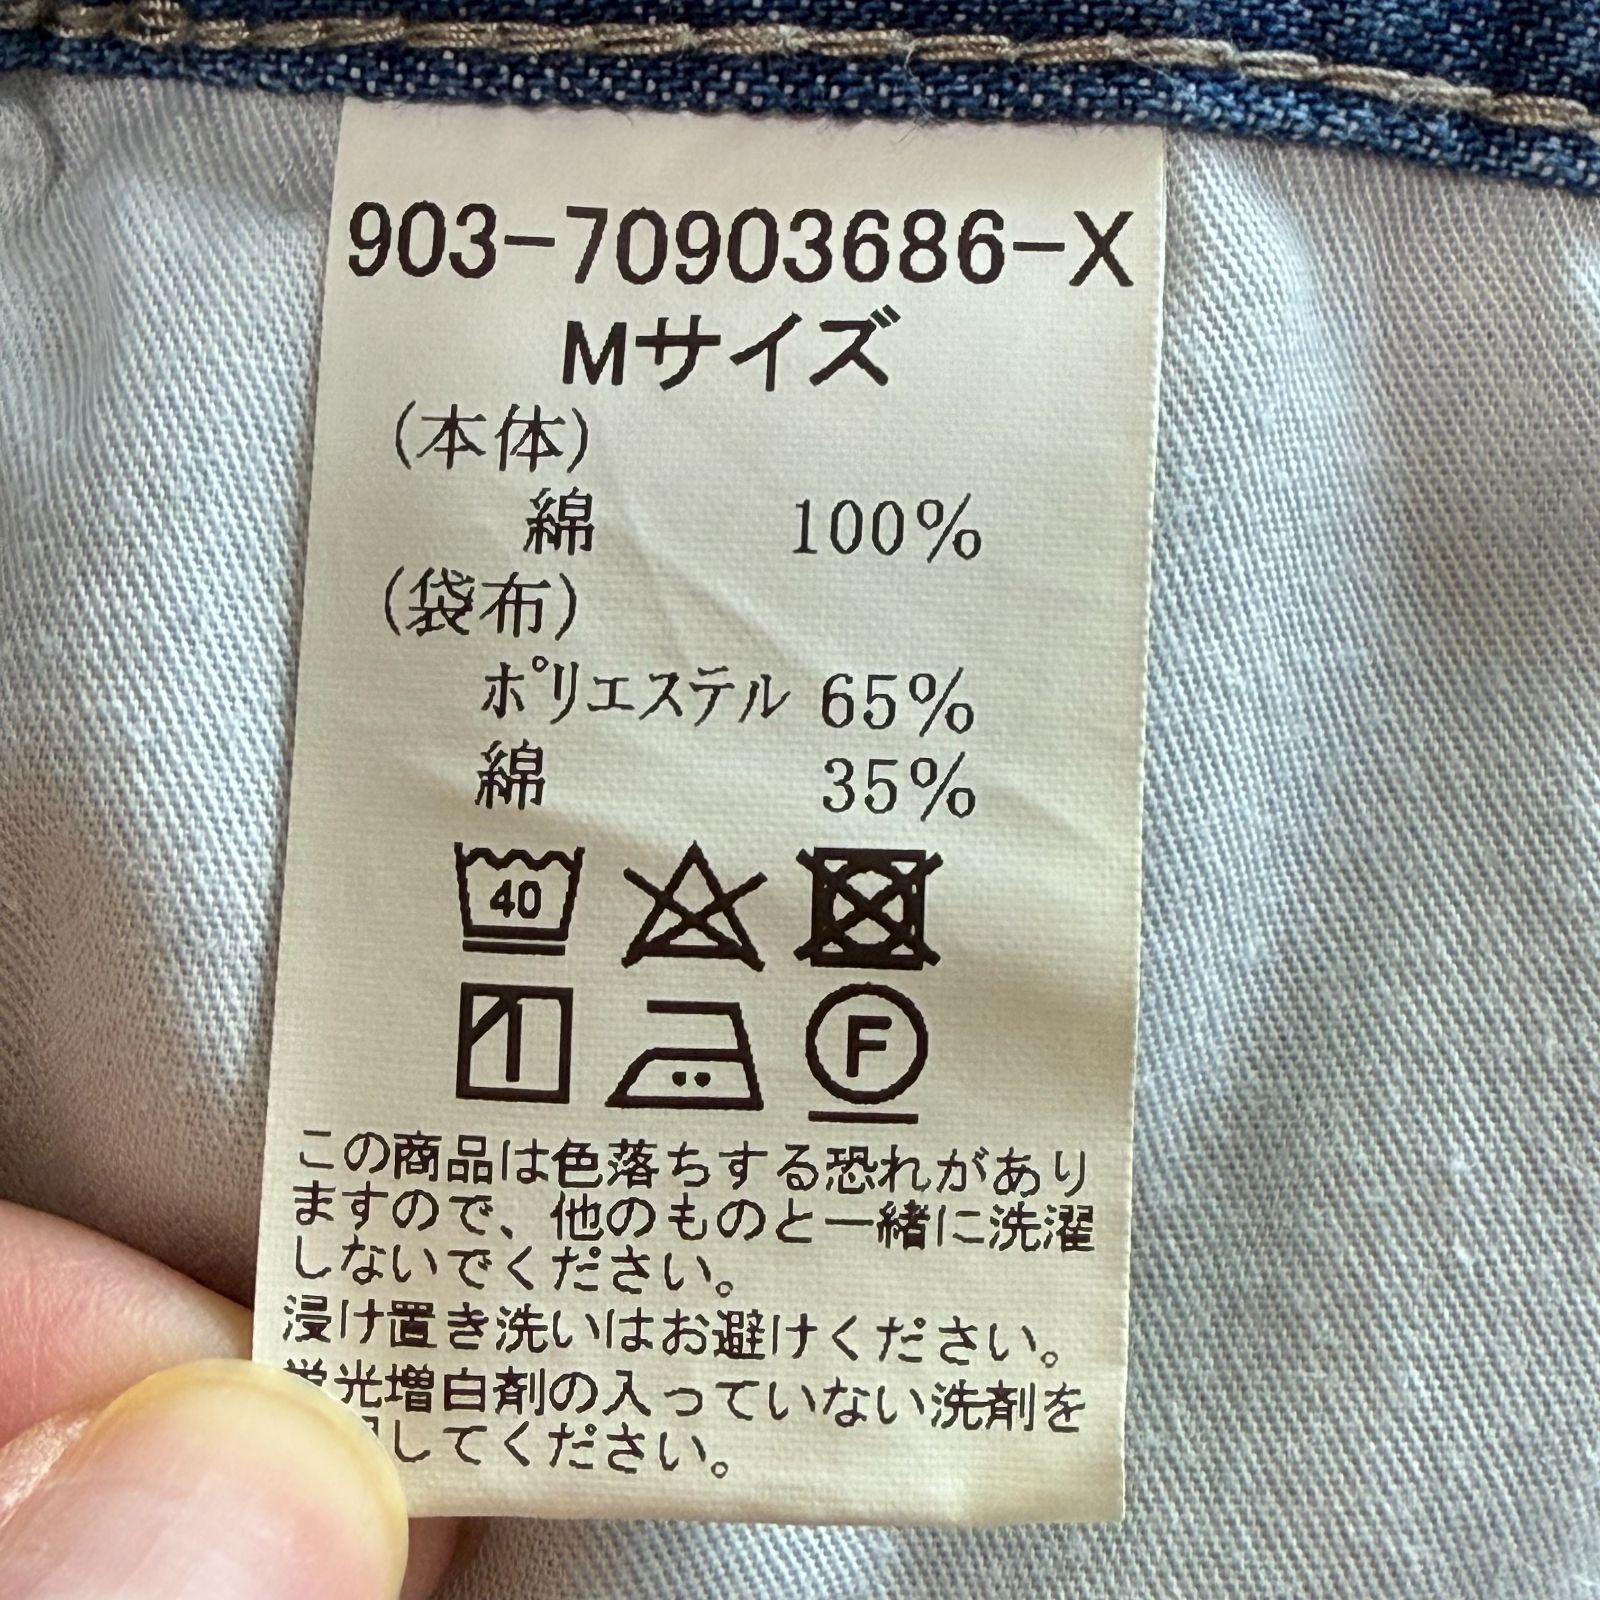 903-70903686-X
Mサイズ
(本体)
綿 100%
(袋布)
ポリエステル 65%
綿 35%
40
F
この商品は色落ちする恐れがあり
ますので、他のものと一緒に洗濯
しないでください。
浸け置き洗いはお避けください。
蛍光増白剤の入っていない洗剤を
してください。